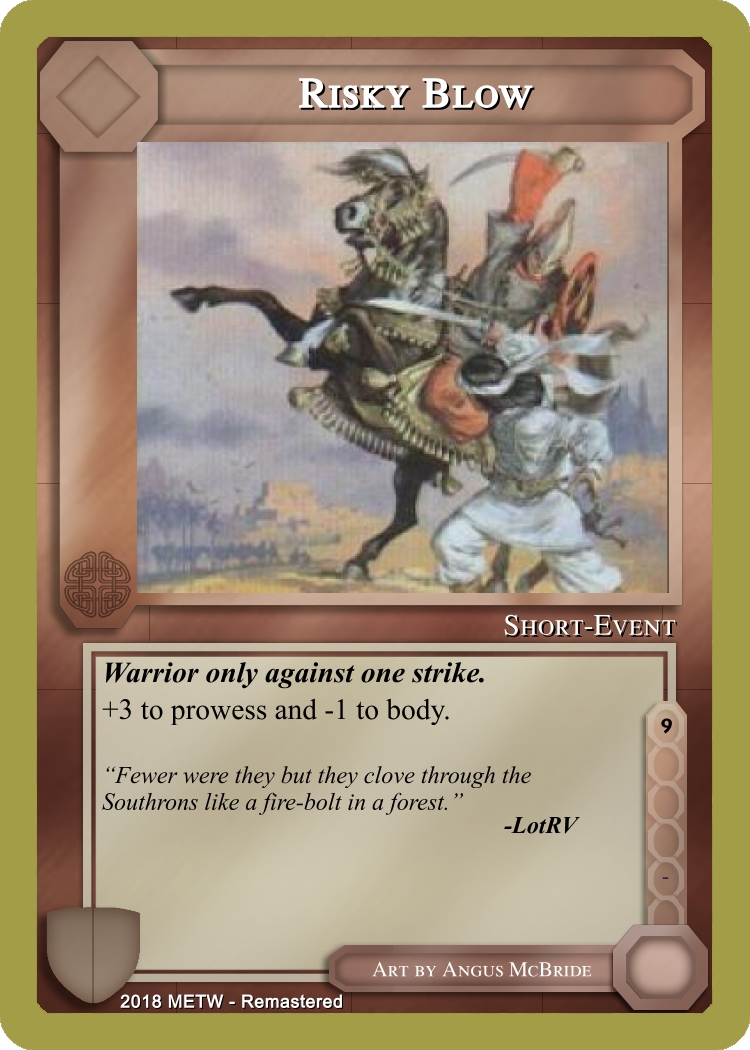 Risky Blow
Short-Event
Warrior only against one strike.
+3 to prowess and -1 to body.
9
“Fewer were they but they clove through the
Southrons like a fire-bolt in a forest.”
-LotRV
-
Art by Angus McBride
2018 METW - Remastered